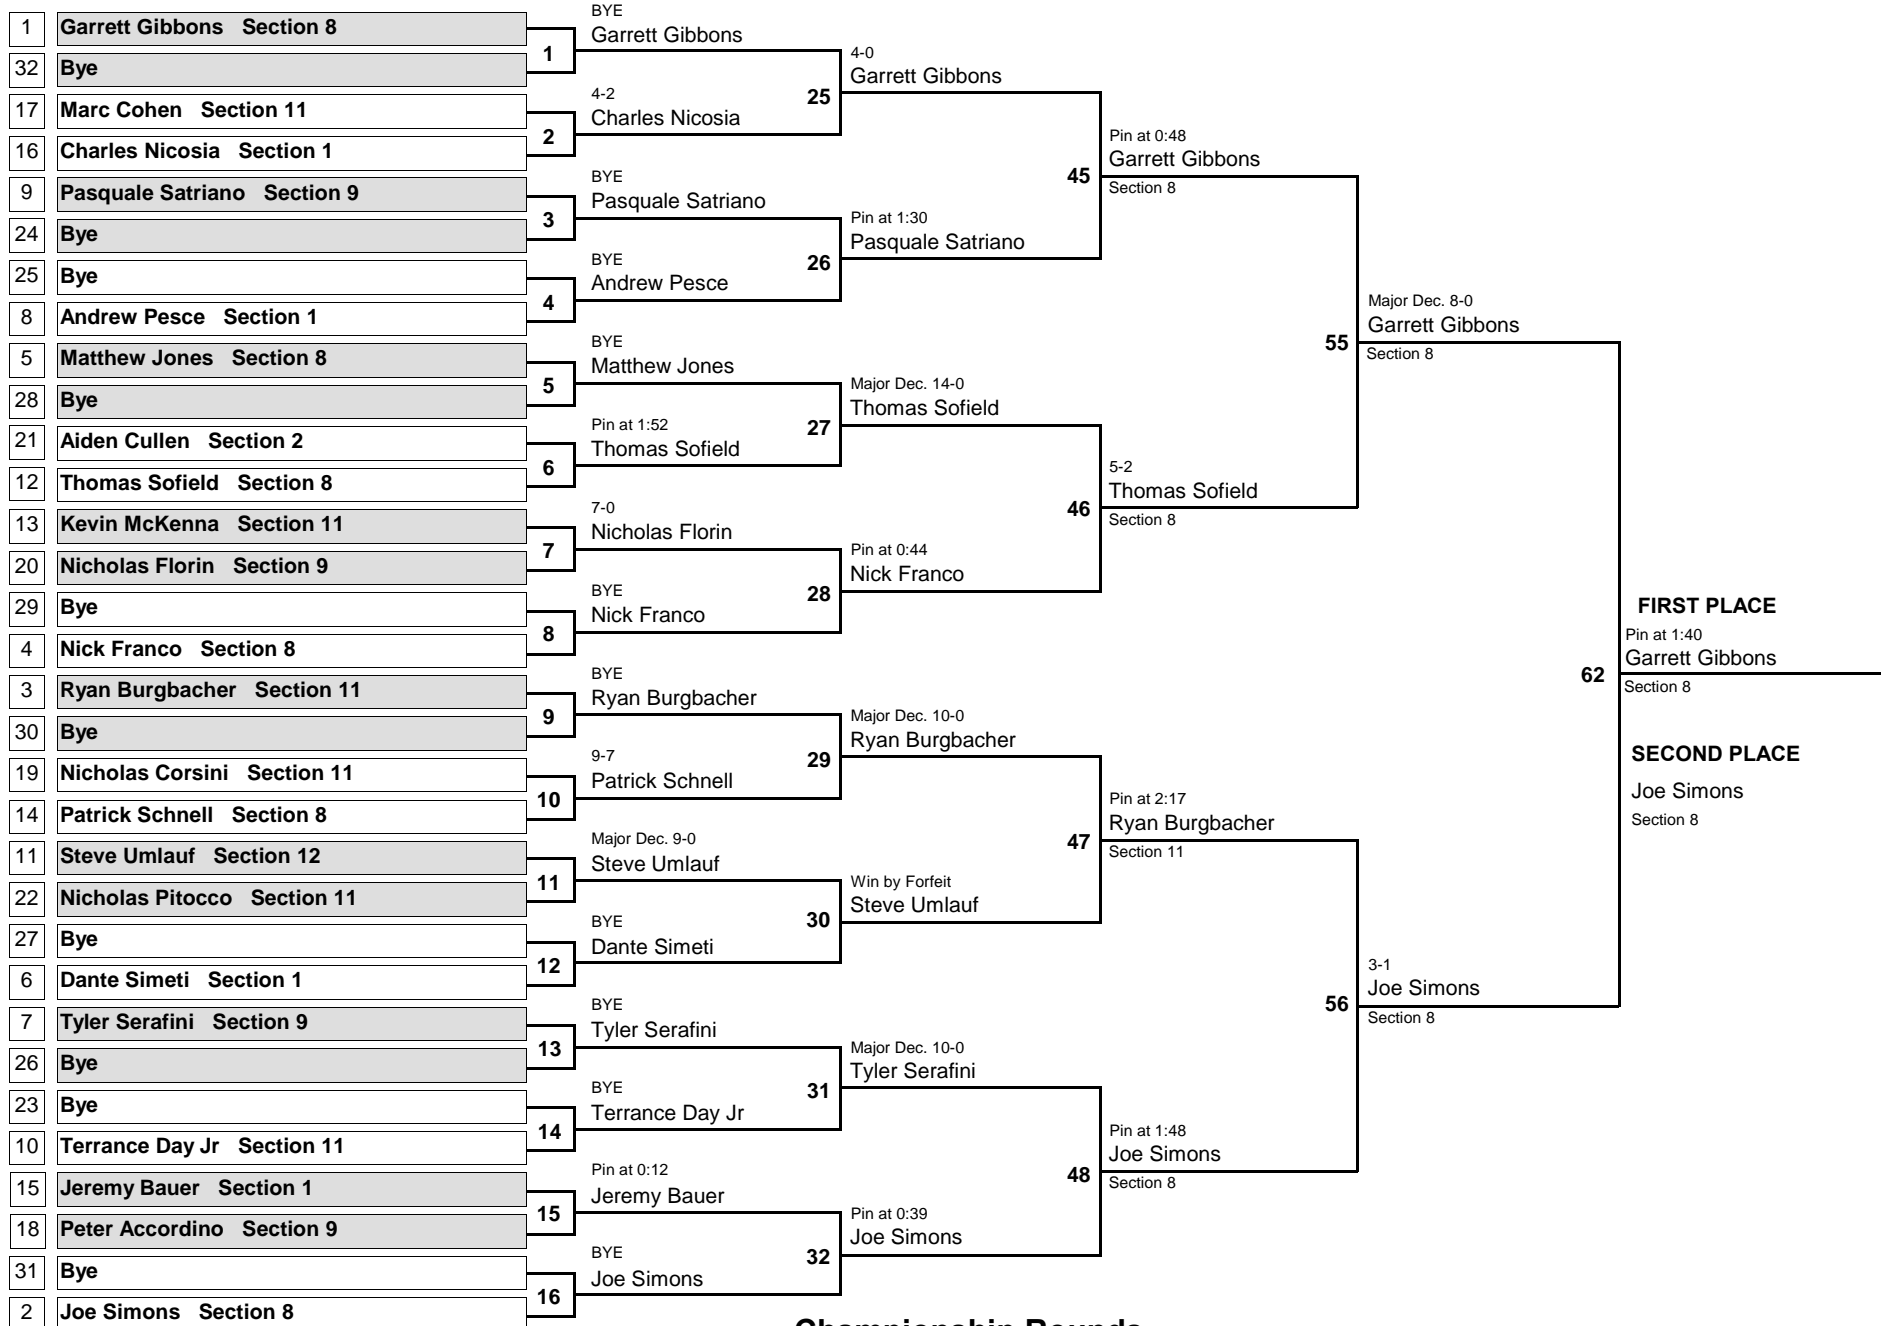 1 Garrett Gibbons Section 8
32 Bye
17 Marc Cohen Section 11
16 Charles Nicosia Section 1
9 Pasquale Satriano Section 9
24 Bye
25 Bye
8 Andrew Pesce Section 1
5 Matthew Jones Section 8
28 Bye
21 Aiden Cullen Section 2
12 Thomas Sofield Section 8
13 Kevin McKenna Section 11
20 Nicholas Florin Section 9
29 Bye
4 Nick Franco Section 8
3 Ryan Burgbacher Section 11
30 Bye
19 Nicholas Corsini Section 11
14 Patrick Schnell Section 8
11 Steve Umlauf Section 12
22 Nicholas Pitocco Section 11
27 Bye
6 Dante Simeti Section 1
7 Tyler Serafini Section 9
26 Bye
23 Bye
10 Terrance Day Jr Section 11
15 Jeremy Bauer Section 1
18 Peter Accordino Section 9
31 Bye
2 Joe Simons Section 8
BYE
Garrett Gibbons
1
4-2
Charles Nicosia
2
BYE
Pasquale Satriano
3
BYE
Andrew Pesce
4
BYE
Matthew Jones
5
Pin at 1:52
Thomas Sofield
6
7-0
Nicholas Florin
7
BYE
Nick Franco
8
BYE
Ryan Burgbacher
9
9-7
Patrick Schnell
10
Major Dec. 9-0
Steve Umlauf
11
BYE
Dante Simeti
12
BYE
Tyler Serafini
13
BYE
Terrance Day Jr
14
Pin at 0:12
Jeremy Bauer
15
BYE
Joe Simons
16
4-0
Garrett Gibbons
25
Pin at 1:30
Pasquale Satriano
26
Major Dec. 14-0
Thomas Sofield
27
Pin at 0:44
Nick Franco
28
Major Dec. 10-0
Ryan Burgbacher
29
Win by Forfeit
Steve Umlauf
30
Major Dec. 10-0
Tyler Serafini
31
Pin at 0:39
Joe Simons
32
Pin at 0:48
Garrett Gibbons
45
Section 8
5-2
Thomas Sofield
46
Section 8
Pin at 2:17
Ryan Burgbacher
47
Section 11
Pin at 1:48
Joe Simons
48
Section 8
Major Dec. 8-0
Garrett Gibbons
55
Section 8
3-1
Joe Simons
56
Section 8
FIRST PLACE
Pin at 1:40
Garrett Gibbons
62
Section 8
SECOND PLACE
Joe Simons
Section 8
Championship Rounds